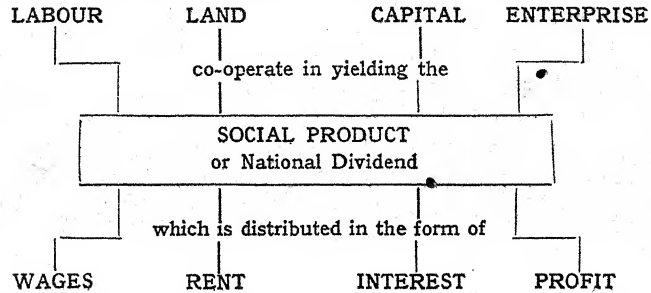 LABOUR LAND CAPITAL ENTERPRISE
co-operate in yielding the
SOCIAL PRODUCT
or National Dividend
which is distributed in the form of
WAGES RENT INTEREST PROFIT